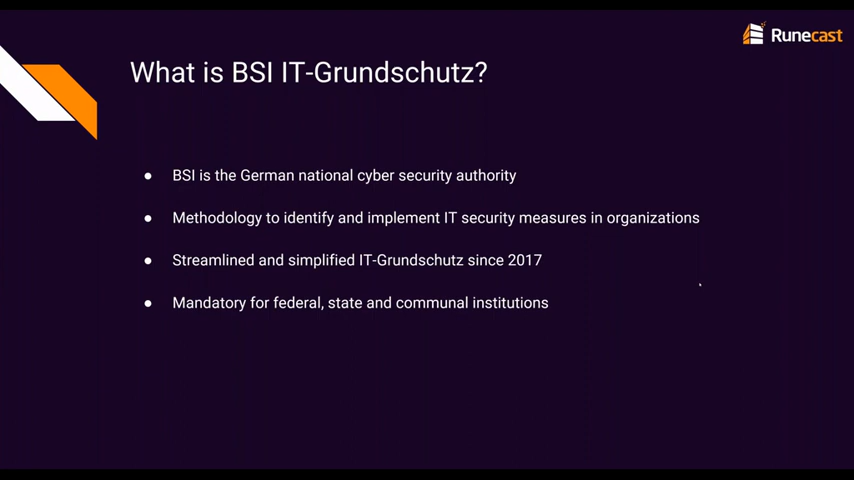 Runecast
What is BSI IT-Grundschutz?
● BSI is the German national cyber security authority
● Methodology to identify and implement IT security measures in organizations
● Streamlined and simplified IT-Grundschutz since 2017
● Mandatory for federal, state and communal institutions